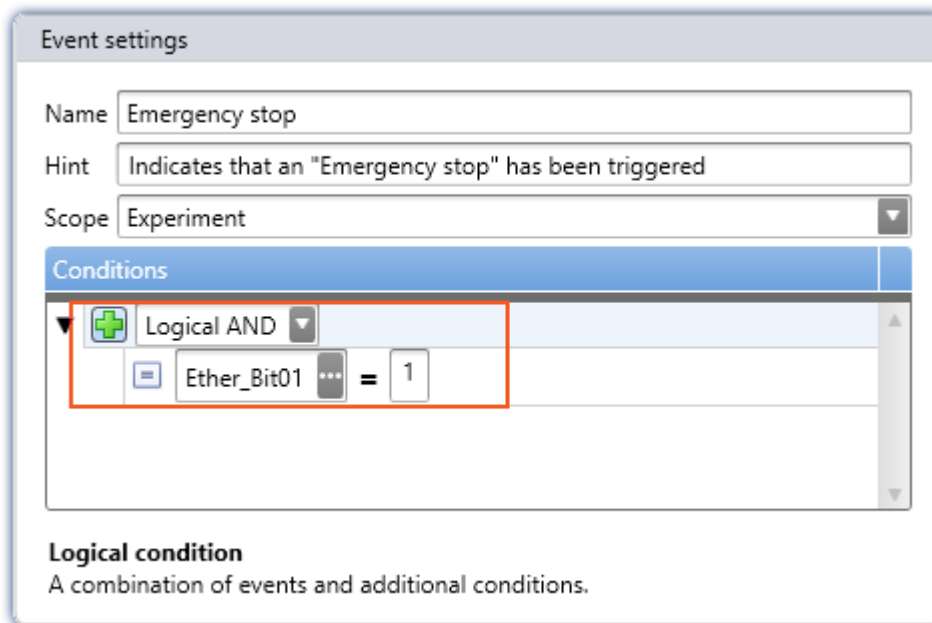 Event settings
Name Emergency stop
Hint Indicates that an "Emergency stop" has been triggered
Scope Experiment
Conditions
Logical AND
Ether_Bit01 ... = 1
Logical condition
A combination of events and additional conditions.